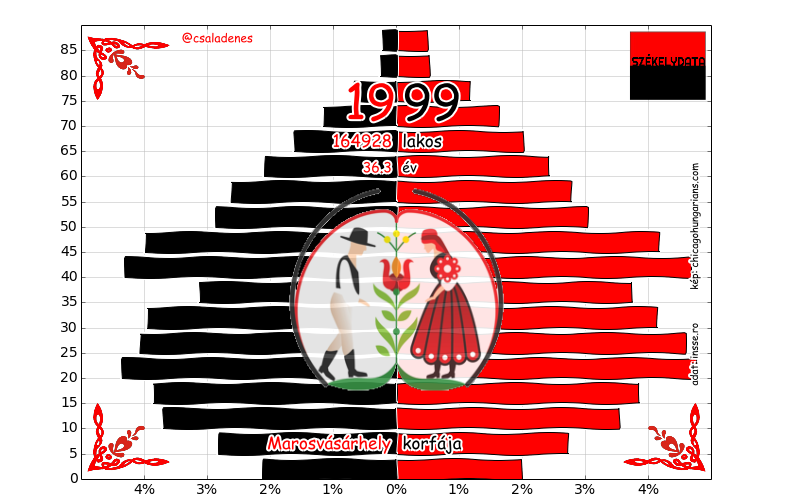 @csaladenes
SZÉKELYDATA
1999
164928 lakos
36.3 év
kép: chicagohungarians.com
adat: insse.ro
Marosvásárhely korfája
85
80
75
70
65
60
55
50
45
40
35
30
25
20
15
10
5
0
4% 3% 2% 1% 0% 1% 2% 3% 4%